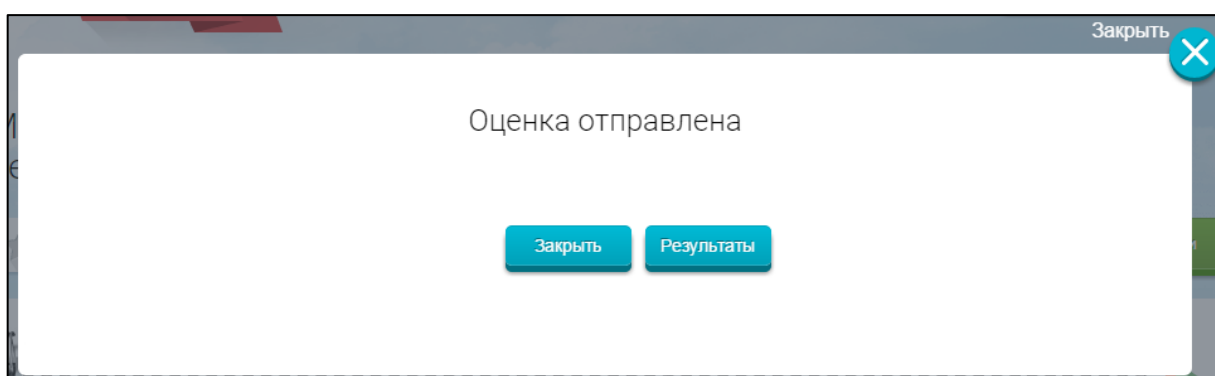 Закрыть
Оценка отправлена
Закрыть Результаты